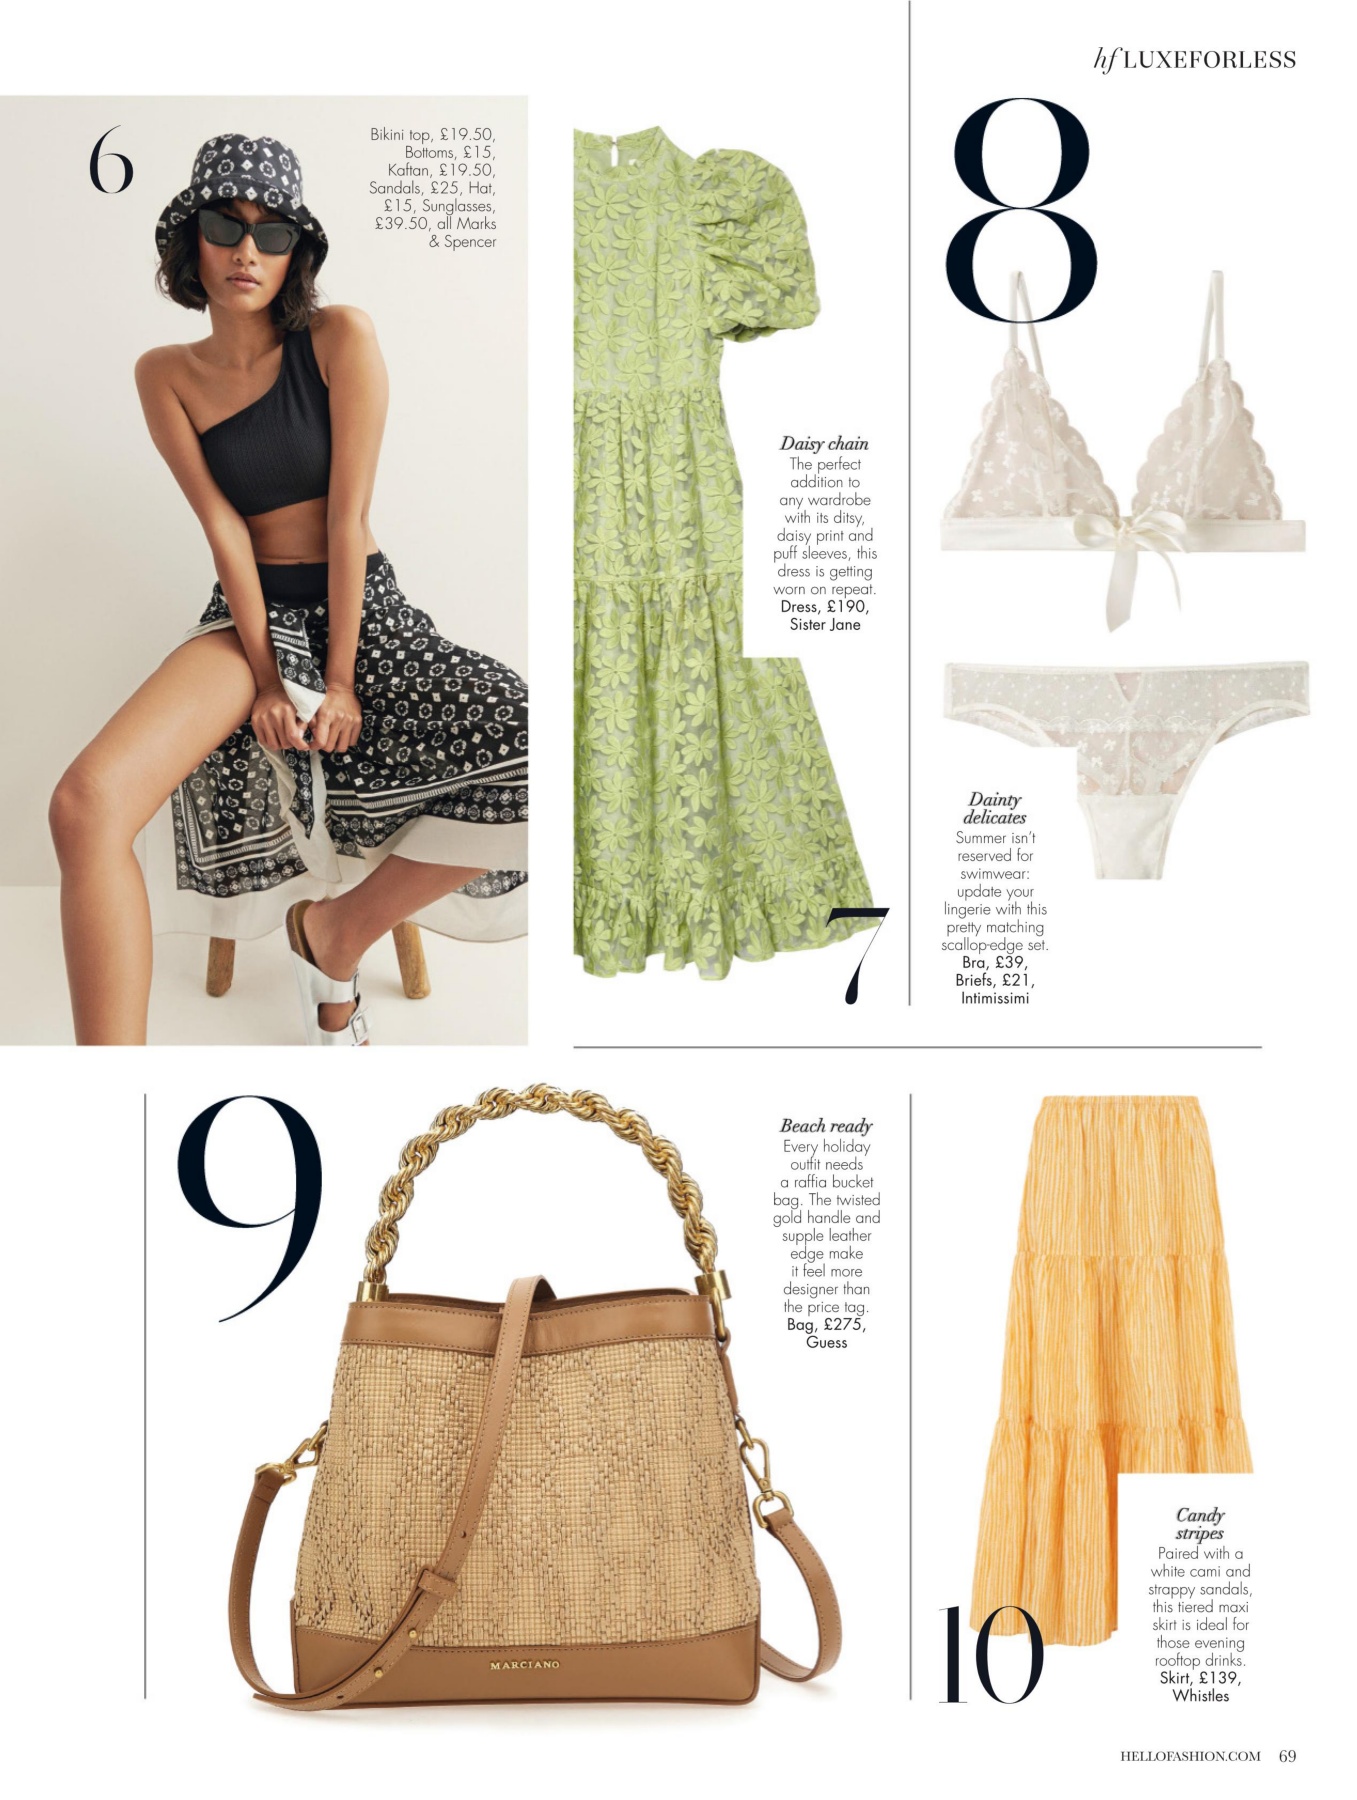 hf LUXEFORLESS
6
Bikini top, £19.50,
Bottoms, £15,
Kaftan, £19.50,
Sandals, £25, Hat,
£15, Sunglasses,
£39.50, all Marks
& Spencer
Daisy chain
The perfect
addition to
any wardrobe
with its ditsy,
daisy print and
puff sleeves, this
dress is getting
worn on repeat.
Dress, £190,
Sister Jane
7
8
Dainty
delicates
Summer isn’t
reserved for
swimwear:
update your
lingerie with this
pretty matching
scallop-edge set.
Bra, £39,
Briefs, £21,
Intimissimi
9
Beach ready
Every holiday
outfit needs
a raffia bucket
bag. The twisted
gold handle and
supple leather
edge make
it feel more
designer than
the price tag.
Bag, £275,
Guess
MARCIANO
10
Candy
stripes
Paired with a
white cami and
strappy sandals,
this tiered maxi
skirt is ideal for
those evening
rooftop drinks.
Skirt, £139,
Whistles
HELLOFASHION.COM 69